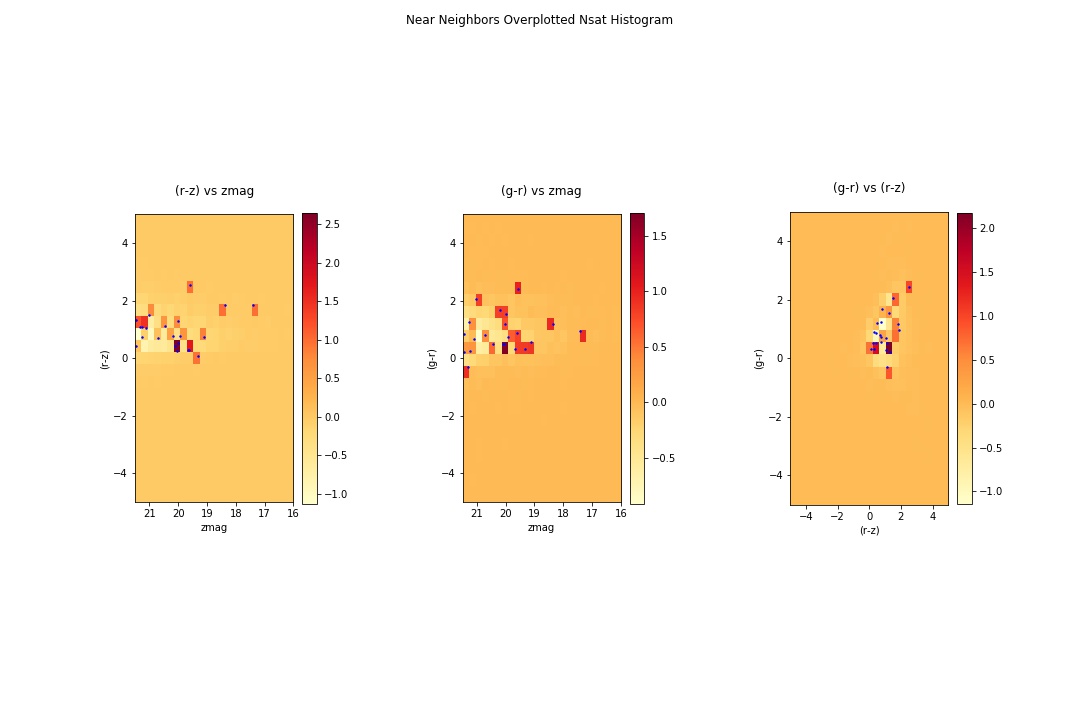 Near Neighbors Overplotted Nsat Histogram
(r-z) vs zmag
4
2
0
−2
−4
(r-z)
21 20 19 18 17 16
zmag
2.5
2.0
1.5
1.0
0.5
0.0
−0.5
−1.0
(g-r) vs zmag
4
2
0
−2
−4
(g-r)
21 20 19 18 17 16
zmag
1.5
1.0
0.5
0.0
−0.5
(g-r) vs (r-z)
4
2
0
−2
−4
(g-r)
−4 −2 0 2 4
(r-z)
2.0
1.5
1.0
0.5
0.0
−0.5
−1.0